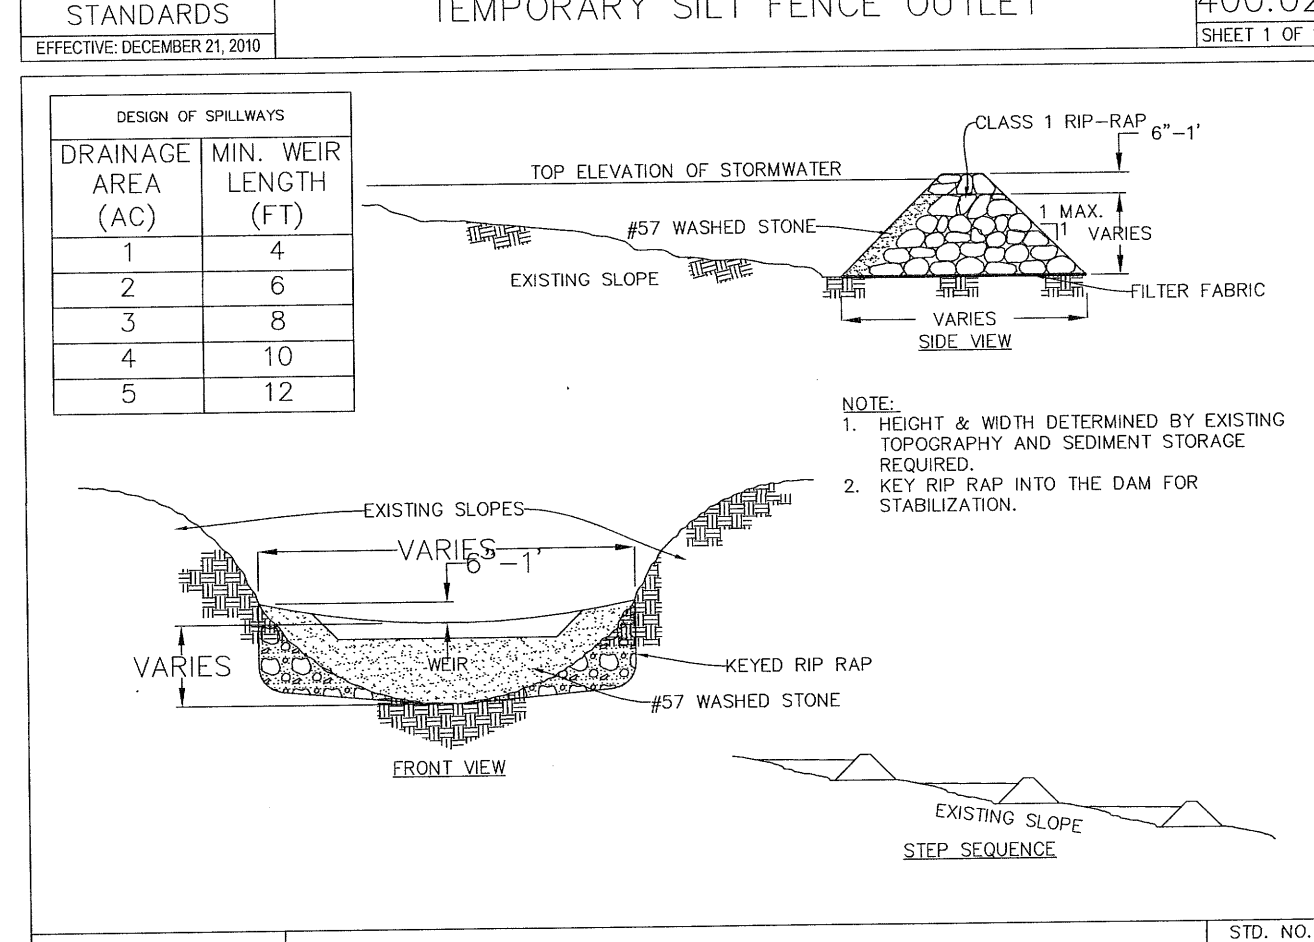 STANDARDS
TEMPORARY SILT FENCE OUTLET
EFFECTIVE: DECEMBER 21, 2010
SHEET 1 OF
DESIGN OF SPILLWAYS
DRAINAGE AREA (AC)
MIN. WEIR LENGTH (FT)
1 4
2 6
3 8
4 10
5 12
CLASS 1 RIP-RAP
6"-1'
TOP ELEVATION OF STORMWATER
#57 WASHED STONE
1 MAX.
1
VARIES
EXISTING SLOPE
FILTER FABRIC
VARIES
SIDE VIEW
NOTE:
1. HEIGHT & WIDTH DETERMINED BY EXISTING
TOPOGRAPHY AND SEDIMENT STORAGE
REQUIRED.
2. KEY RIP RAP INTO THE DAM FOR
STABILIZATION.
EXISTING SLOPES
VARIES
6"-1'
VARIES
WEIR
KEYED RIP RAP
#57 WASHED STONE
FRONT VIEW
EXISTING SLOPE
STEP SEQUENCE
STD. NO.